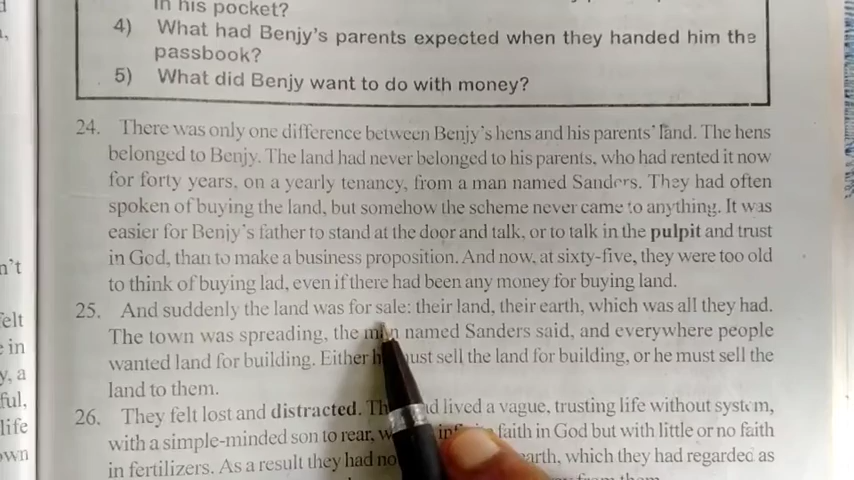 in his pocket?
4) What had Benjy's parents expected when they handed him the
passbook?
5) What did Benjy want to do with money?
24. There was only one difference between Benjy's hens and his parents' land. The hens
belonged to Benjy. The land had never belonged to his parents, who had rented it now
for forty years, on a yearly tenancy, from a man named Sanders. They had often
spoken of buying the land, but somehow the scheme never came to anything. It was
easier for Benjy's father to stand at the door and talk, or to talk in the pulpit and trust
in God, than to make a business proposition. And now, at sixty-five, they were too old
to think of buying lad, even if there had been any money for buying land.
25. And suddenly the land was for sale: their land, their earth, which was all they had.
The town was spreading, the man named Sanders said, and everywhere people
wanted land for building. Either must sell the land for building, or he must sell the
land to them.
26. They felt lost and distracted. lived a vague, trusting life without system,
with a simple-minded son to rear, faith in God but with little or no faith
in fertilizers. As a result they had no earth, which they had regarded as
n't
felt
e in
y, a
ful,
life
own